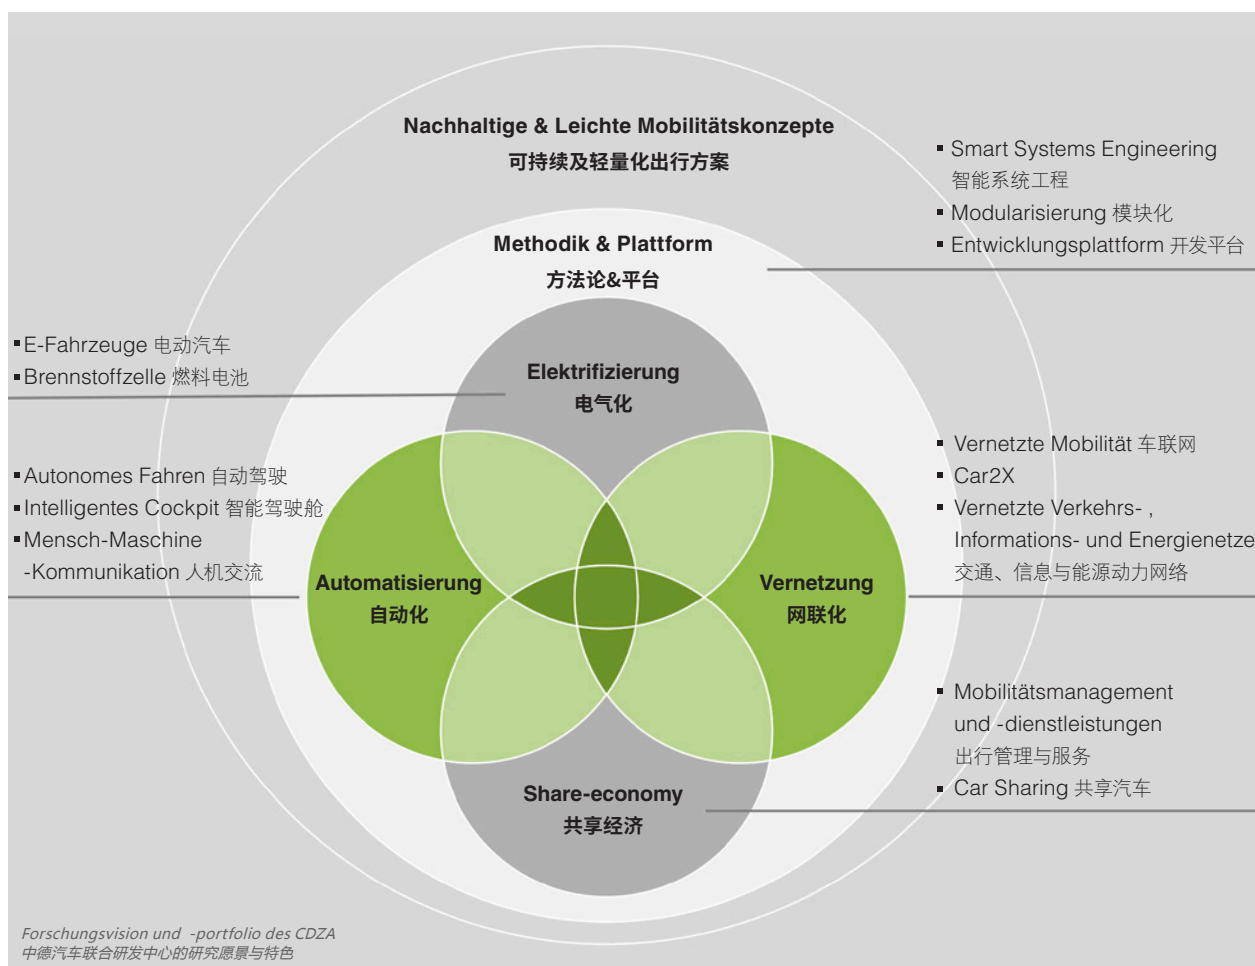 Nachhaltige & Leichte Mobilitätskonzepte
可持续及轻量化出行方案
▪ Smart Systems Engineering
智能系统工程
▪ Modularisierung 模块化
▪ Entwicklungsplattform 开发平台
Methodik & Plattform
方法论&平台
▪ E-Fahrzeuge 电动汽车
▪ Brennstoffzelle 燃料电池
Elektrifizierung
电气化
▪ Autonomes Fahren 自动驾驶
▪ Intelligentes Cockpit 智能驾驶舱
▪ Mensch-Maschine
-Kommunikation 人机交流
Automatisierung
自动化
Vernetzung
网联化
▪ Vernetzte Mobilität 车联网
▪ Car2X
▪ Vernetzte Verkehrs- ,
Informations- und Energienetze
交通、信息与能源动力网络
▪ Mobilitätsmanagement
und -dienstleistungen
出行管理与服务
▪ Car Sharing 共享汽车
Share-economy
共享经济
Forschungsvision und -portfolio des CDZA
中德汽车联合研发中心的研究愿景与特色